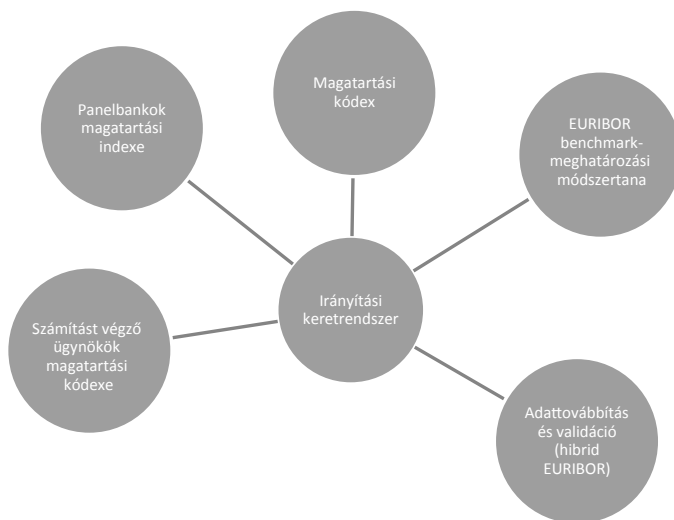 Magatartási
kódex
Panelbankok
magatartási
indexe
EURIBOR
benchmark-
meghatározási
módszertana
Irányítási
keretrendszer
Számítást végző
ügynökök
magatartási
kódexe
Adattovábbítás
és validáció
(hibrid
EURIBOR)